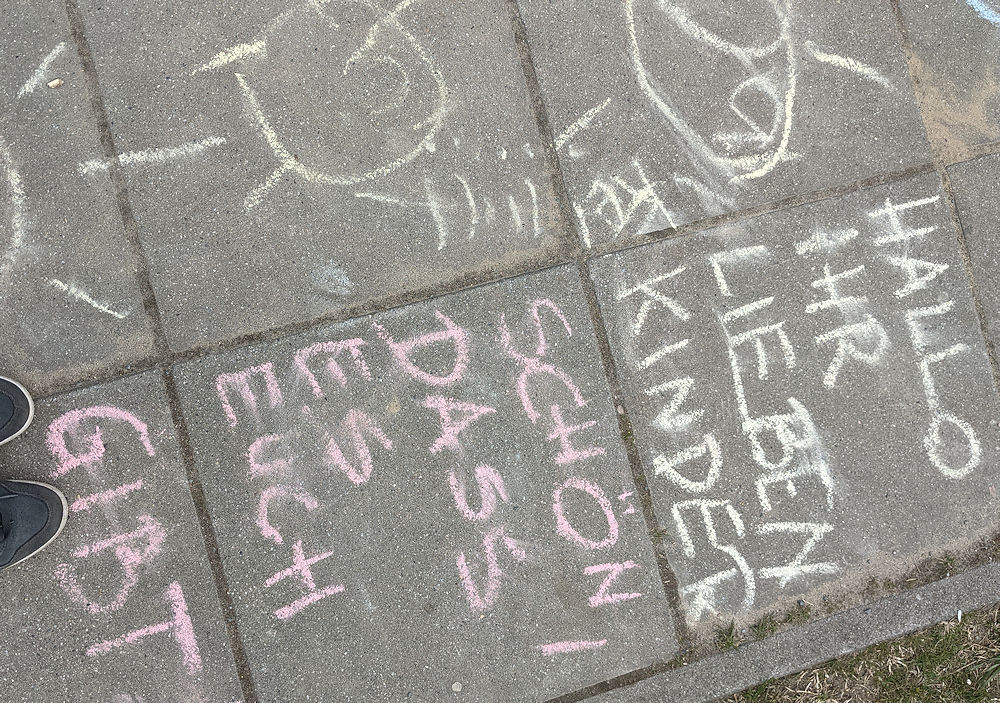 HALLO
IHR
LIEBEN
KINDER
SCHÖN,
DASS
ES
EUCH
GIBT